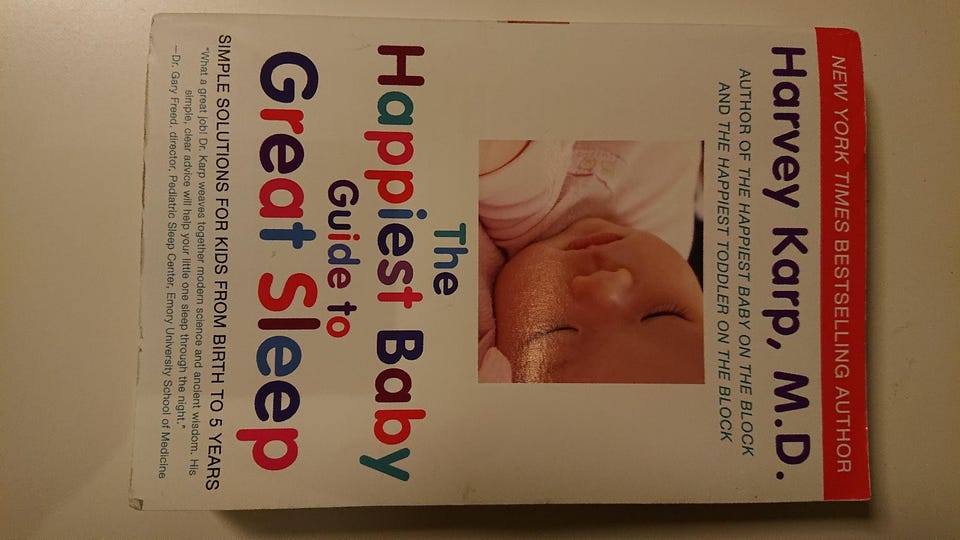 NEW YORK TIMES BESTSELLING AUTHOR
Harvey Karp, M.D.
AUTHOR OF THE HAPPIEST BABY ON THE BLOCK
AND THE HAPPIEST TODDLER ON THE BLOCK
The
Happiest Baby
Guide to
Great Sleep
SIMPLE SOLUTIONS FOR KIDS FROM BIRTH TO 5 YEARS
"What a great job! Dr. Karp weaves together modern science and ancient wisdom. His
simple, clear advice will help your little one sleep through the night."
—Dr. Gary Freed, director, Pediatric Sleep Center, Emory University School of Medicine